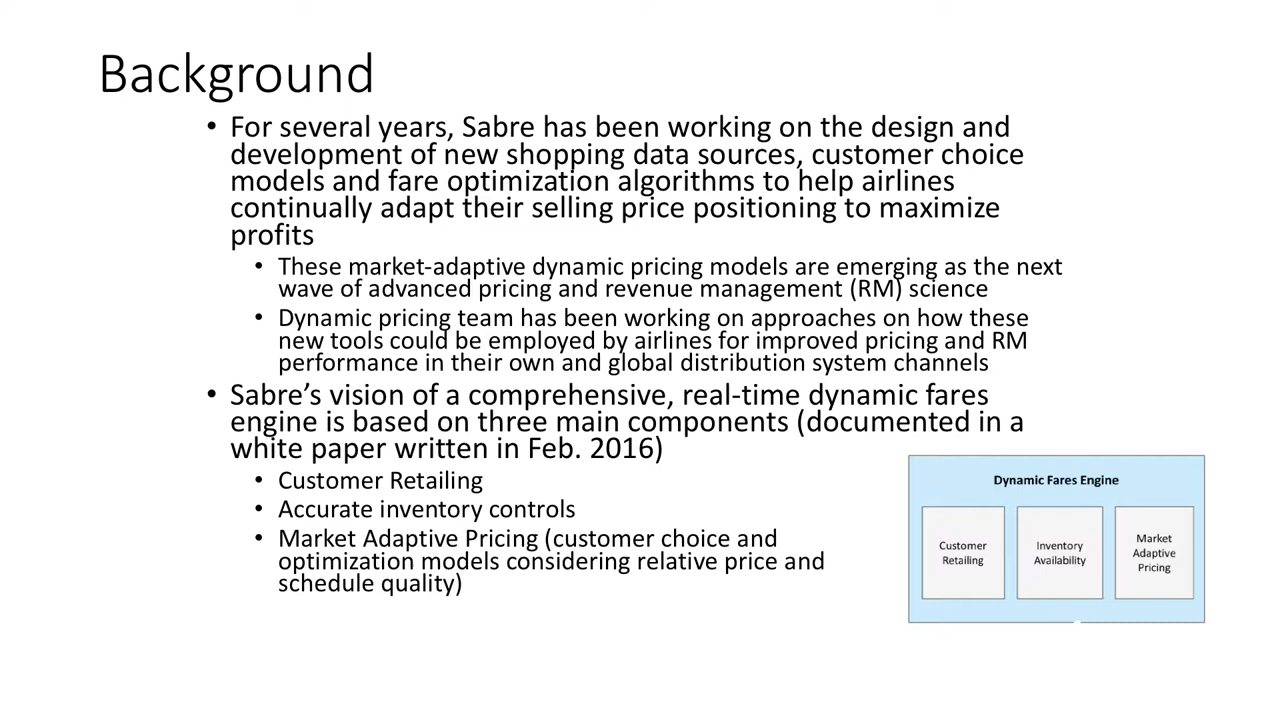 Background
• For several years, Sabre has been working on the design and
development of new shopping data sources, customer choice
models and fare optimization algorithms to help airlines
continually adapt their selling price positioning to maximize
profits
• These market-adaptive dynamic pricing models are emerging as the next
wave of advanced pricing and revenue management (RM) science
• Dynamic pricing team has been working on approaches on how these
new tools could be employed by airlines for improved pricing and RM
performance in their own and global distribution system channels
• Sabre’s vision of a comprehensive, real-time dynamic fares
engine is based on three main components (documented in a
white paper written in Feb. 2016)
• Customer Retailing
• Accurate inventory controls
• Market Adaptive Pricing (customer choice and
optimization models considering relative price and
schedule quality)
Dynamic Fares Engine
Customer
Retailing
Inventory
Availability
Market
Adaptive
Pricing